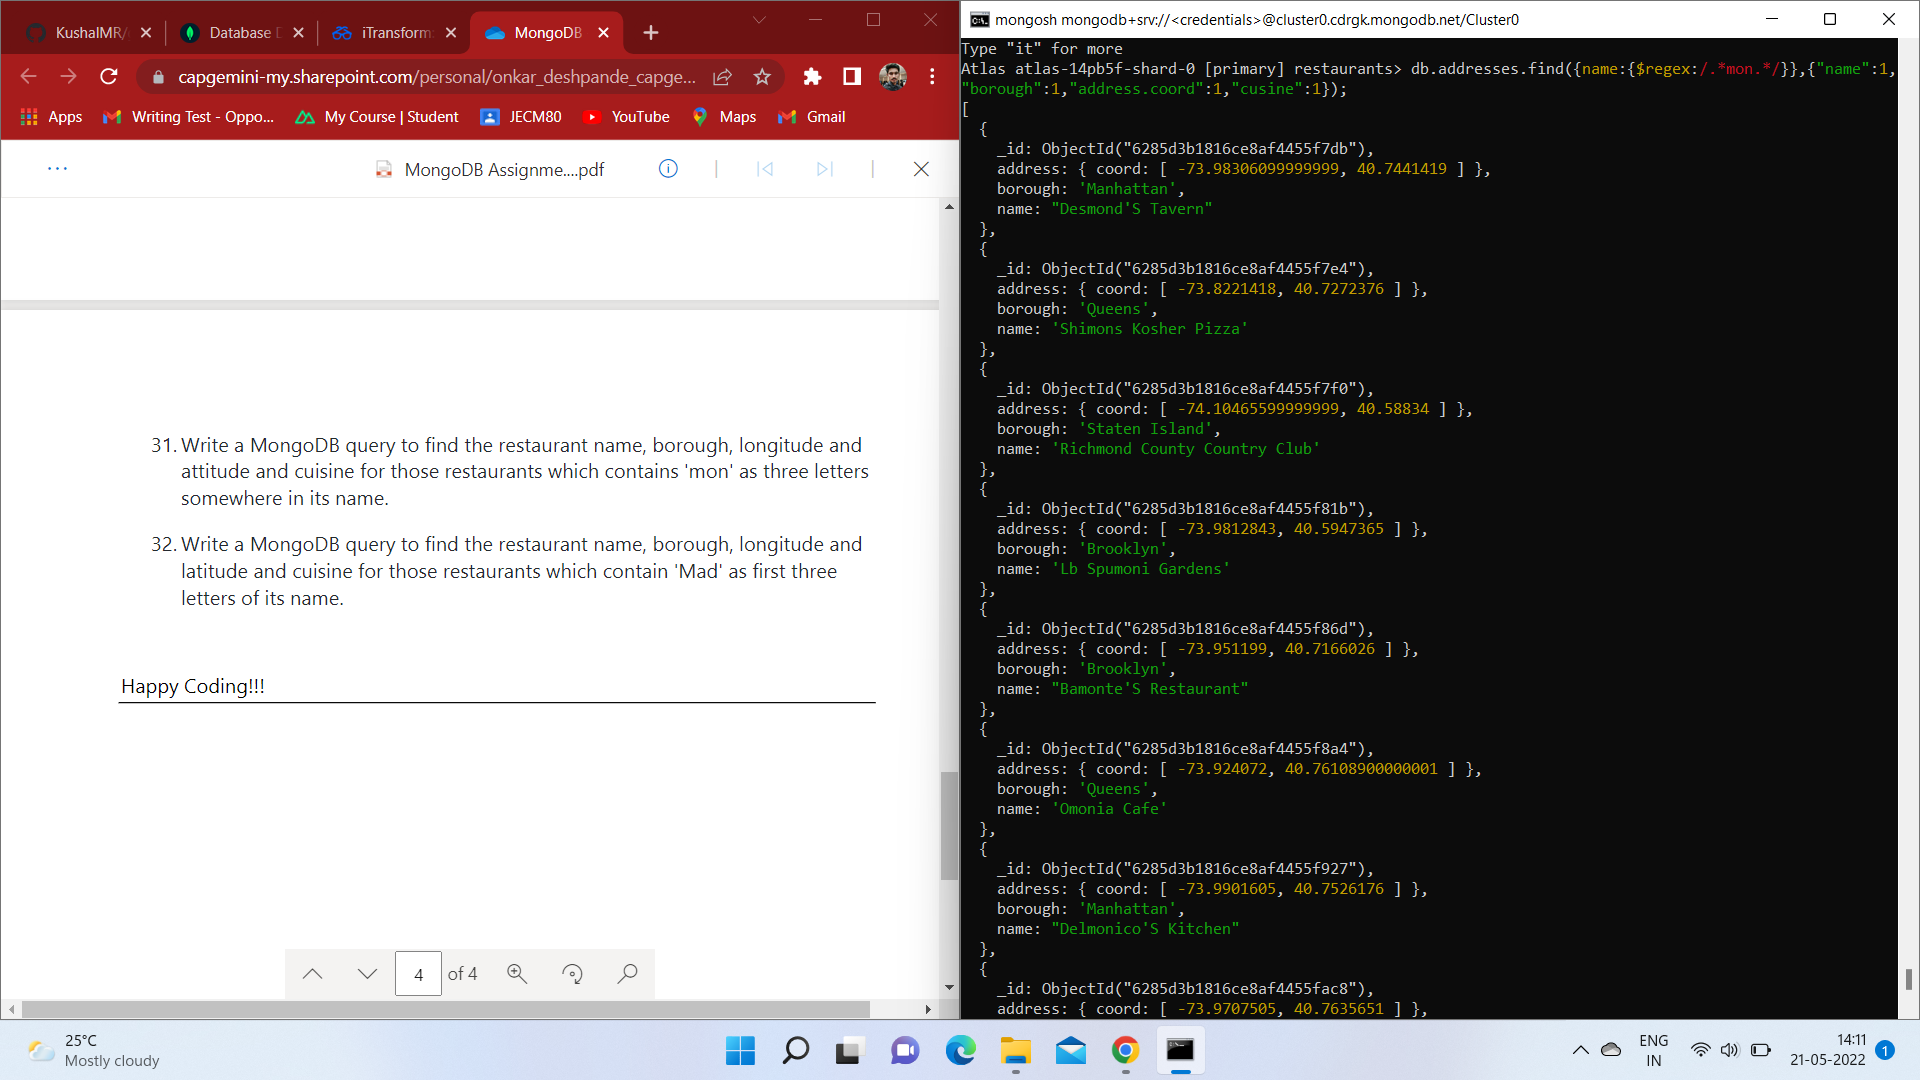 KushalMR/
Database D
iTransform
MongoDB
capgemini-my.sharepoint.com/personal/onkar_deshpande_capge...
Apps
Writing Test - Oppo...
My Course | Student
JECM80
YouTube
Maps
Gmail
MongoDB Assignme....pdf
31. Write a MongoDB query to find the restaurant name, borough, longitude and
attitude and cuisine for those restaurants which contains 'mon' as three letters
somewhere in its name.
32. Write a MongoDB query to find the restaurant name, borough, longitude and
latitude and cuisine for those restaurants which contain 'Mad' as first three
letters of its name.
Happy Coding!!!
4 of 4
mongosh mongodb+srv://<credentials>@cluster0.cdrgk.mongodb.net/Cluster0
Type "it" for more
Atlas atlas-14pb5f-shard-0 [primary] restaurants> db.addresses.find({name:{$regex:/.*mon.*/}},{"name":1,
"borough":1,"address.coord":1,"cusine":1});
[
{
_id: ObjectId("6285d3b1816ce8af4455f7db"),
address: { coord: [ -73.98306099999999, 40.7441419 ] },
borough: 'Manhattan',
name: "Desmond'S Tavern"
},
{
_id: ObjectId("6285d3b1816ce8af4455f7e4"),
address: { coord: [ -73.8221418, 40.7272376 ] },
borough: 'Queens',
name: 'Shimons Kosher Pizza'
},
{
_id: ObjectId("6285d3b1816ce8af4455f7f0"),
address: { coord: [ -74.10465599999999, 40.58834 ] },
borough: 'Staten Island',
name: 'Richmond County Country Club'
},
{
_id: ObjectId("6285d3b1816ce8af4455f81b"),
address: { coord: [ -73.9812843, 40.5947365 ] },
borough: 'Brooklyn',
name: 'Lb Spumoni Gardens'
},
{
_id: ObjectId("6285d3b1816ce8af4455f86d"),
address: { coord: [ -73.951199, 40.7166026 ] },
borough: 'Brooklyn',
name: "Bamonte'S Restaurant"
},
{
_id: ObjectId("6285d3b1816ce8af4455f8a4"),
address: { coord: [ -73.924072, 40.76108900000001 ] },
borough: 'Queens',
name: 'Omonia Cafe'
},
{
_id: ObjectId("6285d3b1816ce8af4455f927"),
address: { coord: [ -73.9901605, 40.7526176 ] },
borough: 'Manhattan',
name: "Delmonico'S Kitchen"
},
{
_id: ObjectId("6285d3b1816ce8af4455fac8"),
address: { coord: [ -73.9707505, 40.7635651 ] },
25°C
Mostly cloudy
ENG
IN
14:11
21-05-2022
1